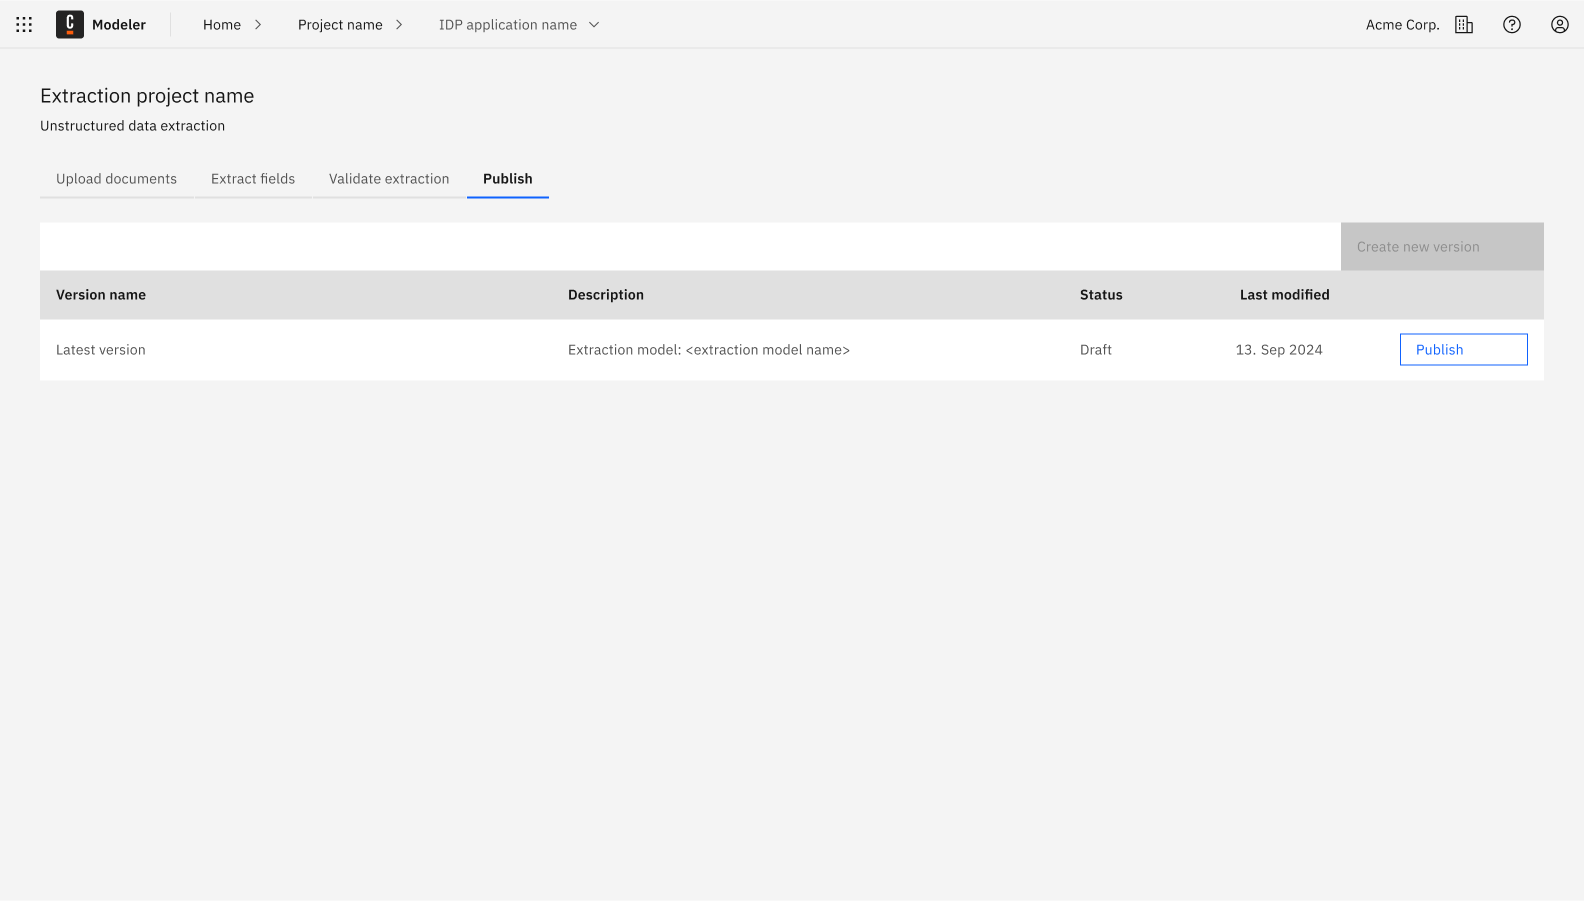 C Modeler Home Project name IDP application name Acme Corp.
Extraction project name
Unstructured data extraction
Upload documents Extract fields Validate extraction Publish
Create new version
Version name Description Status Last modified
Latest version Extraction model: <extraction model name> Draft 13. Sep 2024 Publish